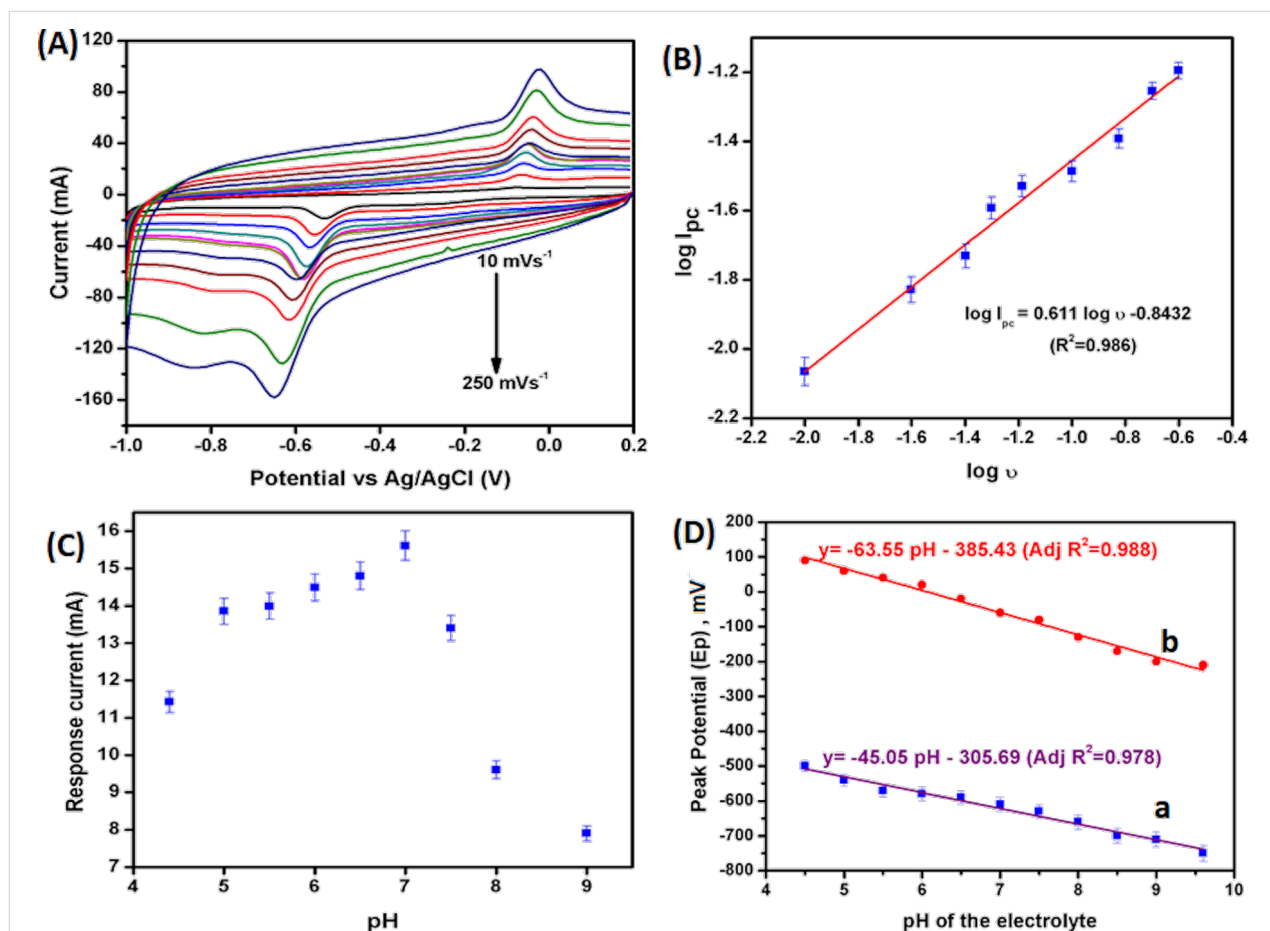 (A)
120
80
40
0
-40
-80
-120
-160
Current (mA)
10 mVs-1
250 mVs-1
-1.0 -0.8 -0.6 -0.4 -0.2 0.0 0.2
Potential vs Ag/AgCl (V)
(B)
-1.2
-1.4
-1.6
-1.8
-2.0
-2.2
log Ipc
log Ipc = 0.611 log υ -0.8432
(R2=0.986)
-2.2 -2.0 -1.8 -1.6 -1.4 -1.2 -1.0 -0.8 -0.6 -0.4
log υ
(C)
16
15
14
13
12
11
10
9
8
7
Response current (mA)
4 5 6 7 8 9
pH
(D)
200
100
0
-100
-200
-300
-400
-500
-600
-700
-800
Peak Potential (Ep) , mV
y= -63.55 pH - 385.43 (Adj R2=0.988)
b
y= -45.05 pH - 305.69 (Adj R2=0.978)
a
4 5 6 7 8 9 10
pH of the electrolyte